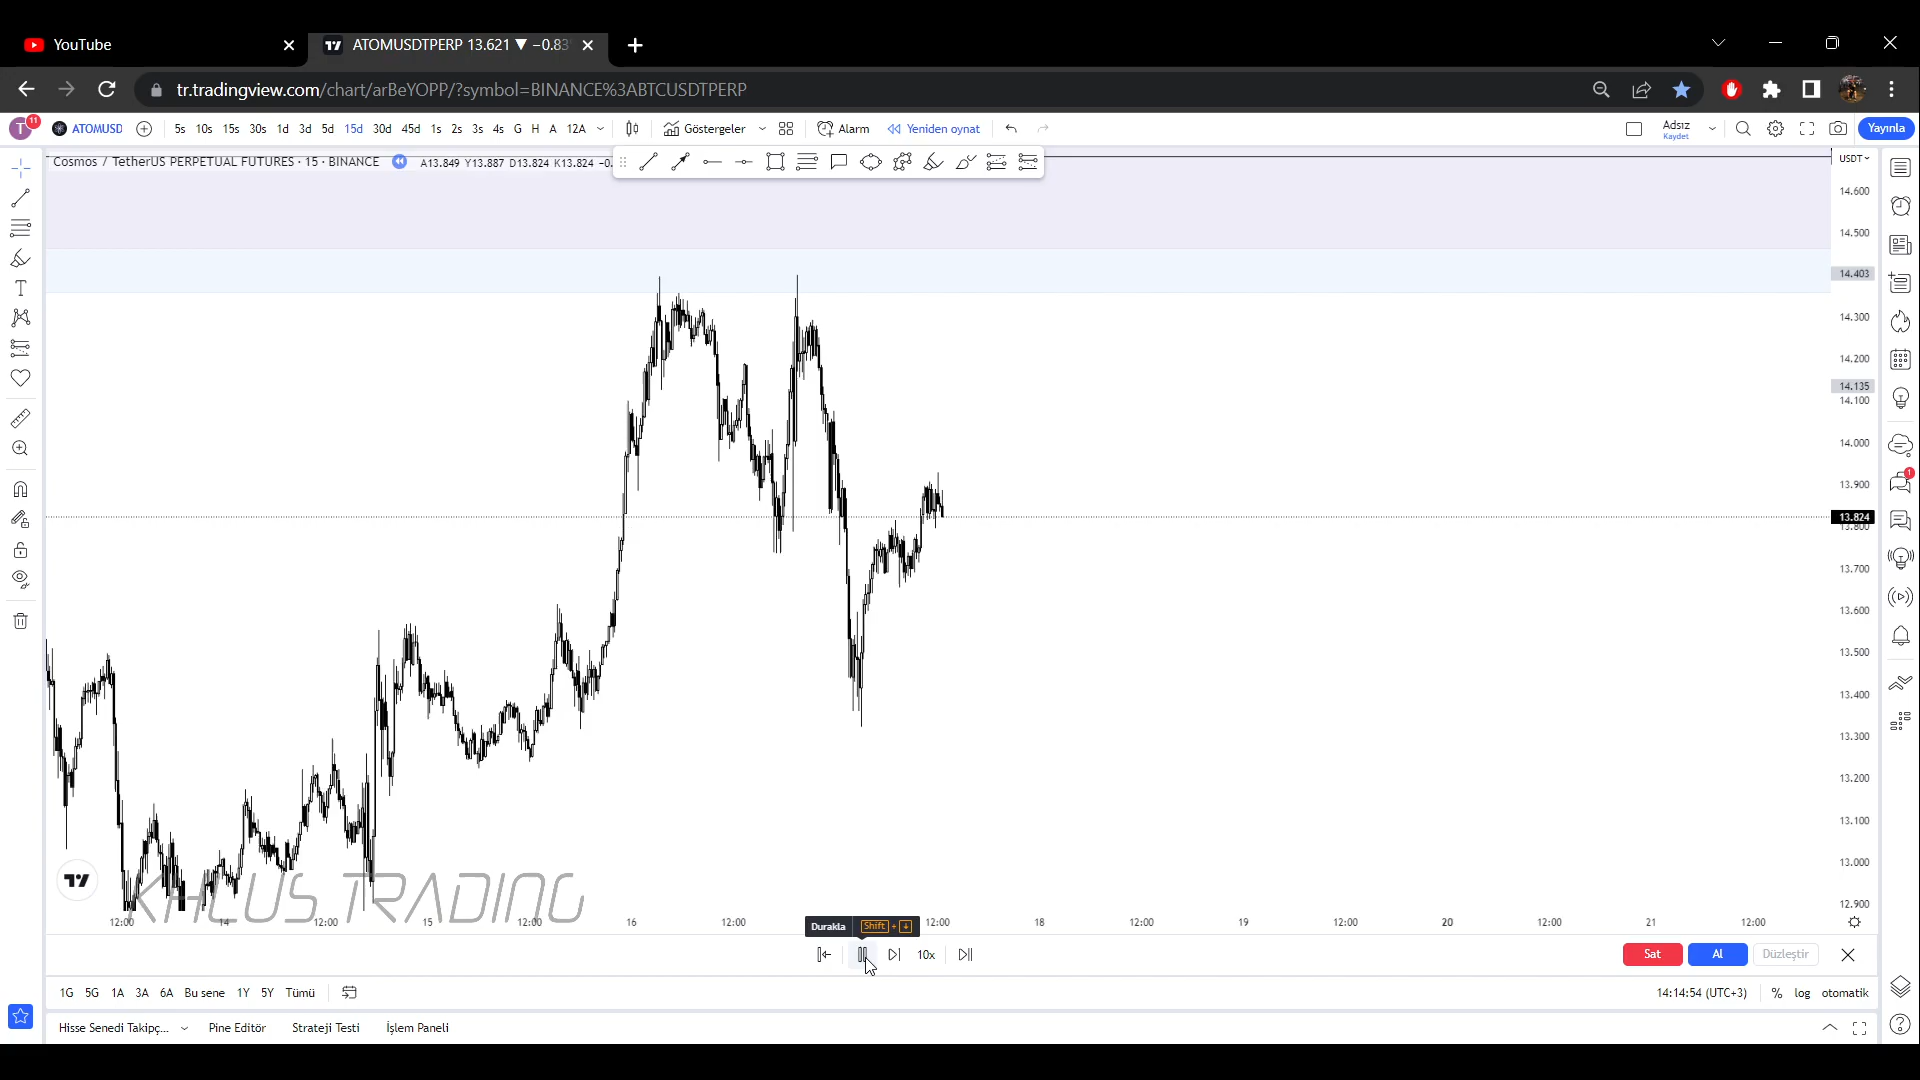 YouTube
ATOMUSDTPERP 13.621 ▼ −0.83
tr.tradingview.com/chart/arBeYOPP/?symbol=BINANCE%3ABTCUSDTPERP
T 11 ATOMUSD 5s 10s 15s 30s 1d 3d 5d 15d 30d 45d 1s 2s 3s 4s G H A 12A Göstergeler Alarm Yeniden oynat Adsız Kaydet Yayınla
Cosmos / TetherUS PERPETUAL FUTURES · 15 · BINANCE A13.849 Y13.887 D13.824 K13.824 −0.
USDT
14.600
14.500
14.403
14.300
14.200
14.135
14.100
14.000
13.900
13.824
13.800
13.700
13.600
13.500
13.400
13.300
13.200
13.100
13.000
12.900
1
KHLUS TRADING
12:00 14 12:00 15 12:00 16 12:00 12:00 18 12:00 19 12:00 20 12:00 21 12:00
Durakla Shift + ↓
10x Sat Al Düzleştir
1G 5G 1A 3A 6A Bu sene 1Y 5Y Tümü 14:14:54 (UTC+3) % log otomatik
Hisse Senedi Takipç... Pine Editör Strateji Testi İşlem Paneli